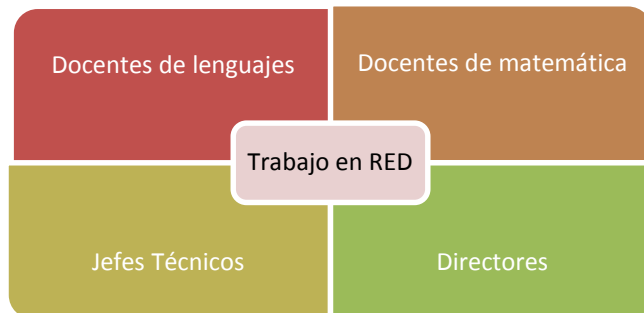 Docentes de lenguajes
Docentes de matemática
Trabajo en RED
Jefes Técnicos
Directores